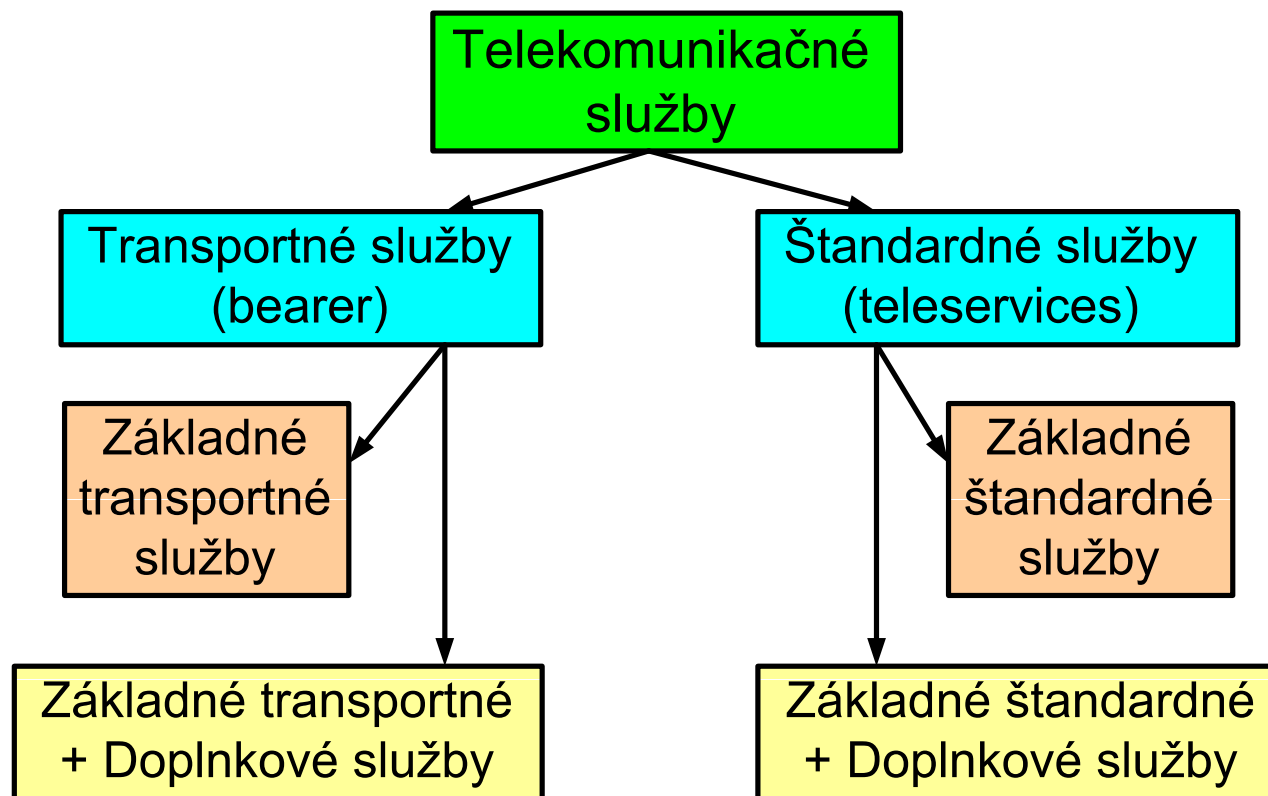 Telekomunikačné
služby
Transportné služby
(bearer)
Štandardné služby
(teleservices)
Základné
transportné
služby
Základné
štandardné
služby
Základné transportné
+ Doplnkové služby
Základné štandardné
+ Doplnkové služby